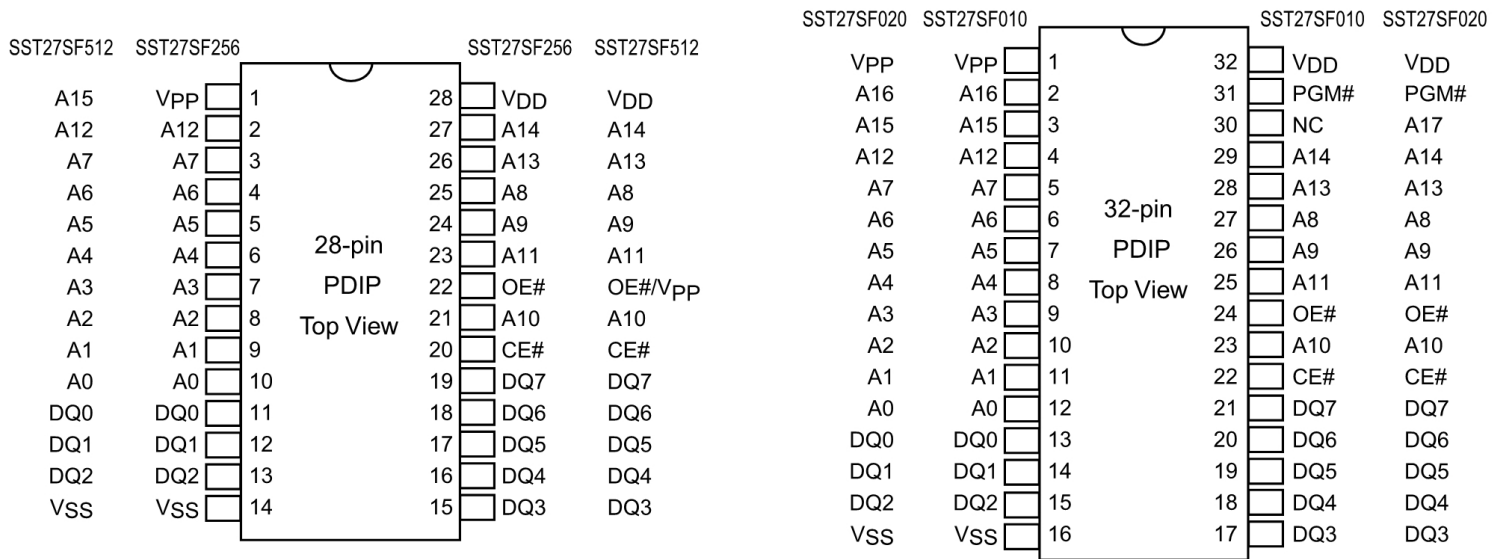 SST27SF512 SST27SF256 SST27SF256 SST27SF512
A15 VPP 1 28 VDD VDD
A12 A12 2 27 A14 A14
A7 A7 3 26 A13 A13
A6 A6 4 25 A8 A8
A5 A5 5 24 A9 A9
A4 A4 6 23 A11 A11
A3 A3 7 22 OE# OE#/VPP
A2 A2 8 21 A10 A10
A1 A1 9 20 CE# CE#
A0 A0 10 19 DQ7 DQ7
DQ0 DQ0 11 18 DQ6 DQ6
DQ1 DQ1 12 17 DQ5 DQ5
DQ2 DQ2 13 16 DQ4 DQ4
VSS VSS 14 15 DQ3 DQ3
28-pin
PDIP
Top View
SST27SF020 SST27SF010 SST27SF010 SST27SF020
VPP VPP 1 32 VDD VDD
A16 A16 2 31 PGM# PGM#
A15 A15 3 30 NC A17
A12 A12 4 29 A14 A14
A7 A7 5 28 A13 A13
A6 A6 6 27 A8 A8
A5 A5 7 26 A9 A9
A4 A4 8 25 A11 A11
A3 A3 9 24 OE# OE#
A2 A2 10 23 A10 A10
A1 A1 11 22 CE# CE#
A0 A0 12 21 DQ7 DQ7
DQ0 DQ0 13 20 DQ6 DQ6
DQ1 DQ1 14 19 DQ5 DQ5
DQ2 DQ2 15 18 DQ4 DQ4
VSS VSS 16 17 DQ3 DQ3
32-pin
PDIP
Top View